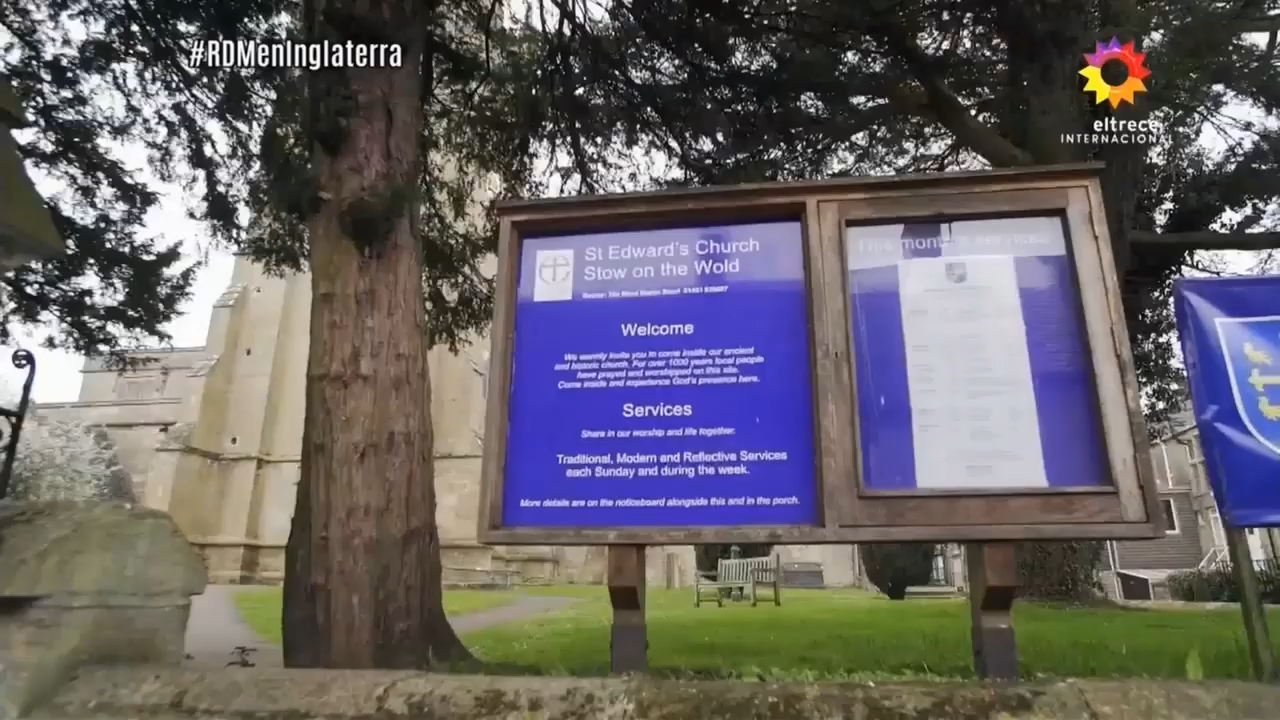 #RDMenInglaterra
eltrece
INTERNACIONAL
St Edward's Church
Stow on the Wold
Welcome
We warmly invite you to come inside our ancient
and historic church. For over 1000 years local people
have prayed and worshipped on this site.
Come inside and experience God's presence here.
Services
Share in our worship and life together.
Traditional, Modern and Reflective Services
each Sunday and during the week.
More details are on the noticeboard alongside this and in the porch.
This month's services